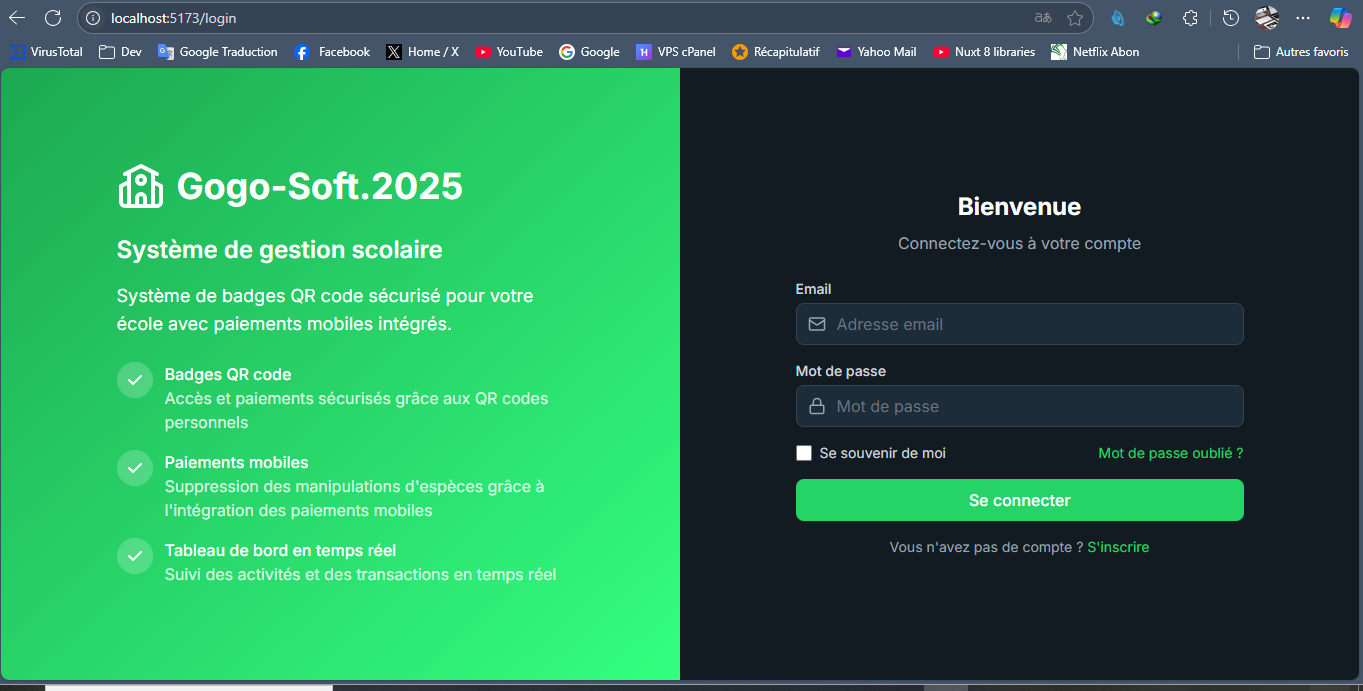 localhost:5173/login
VirusTotal
Dev
Google Traduction
Facebook
Home / X
YouTube
Google
VPS cPanel
Récapitulatif
Yahoo Mail
Nuxt 8 libraries
Netflix Abon
Autres favoris
Gogo-Soft.2025
Système de gestion scolaire
Système de badges QR code sécurisé pour votre
école avec paiements mobiles intégrés.
Badges QR code
Accès et paiements sécurisés grâce aux QR codes
personnels
Paiements mobiles
Suppression des manipulations d'espèces grâce à
l'intégration des paiements mobiles
Tableau de bord en temps réel
Suivi des activités et des transactions en temps réel
Bienvenue
Connectez-vous à votre compte
Email
Adresse email
Mot de passe
Mot de passe
Se souvenir de moi
Mot de passe oublié ?
Se connecter
Vous n'avez pas de compte ? S'inscrire